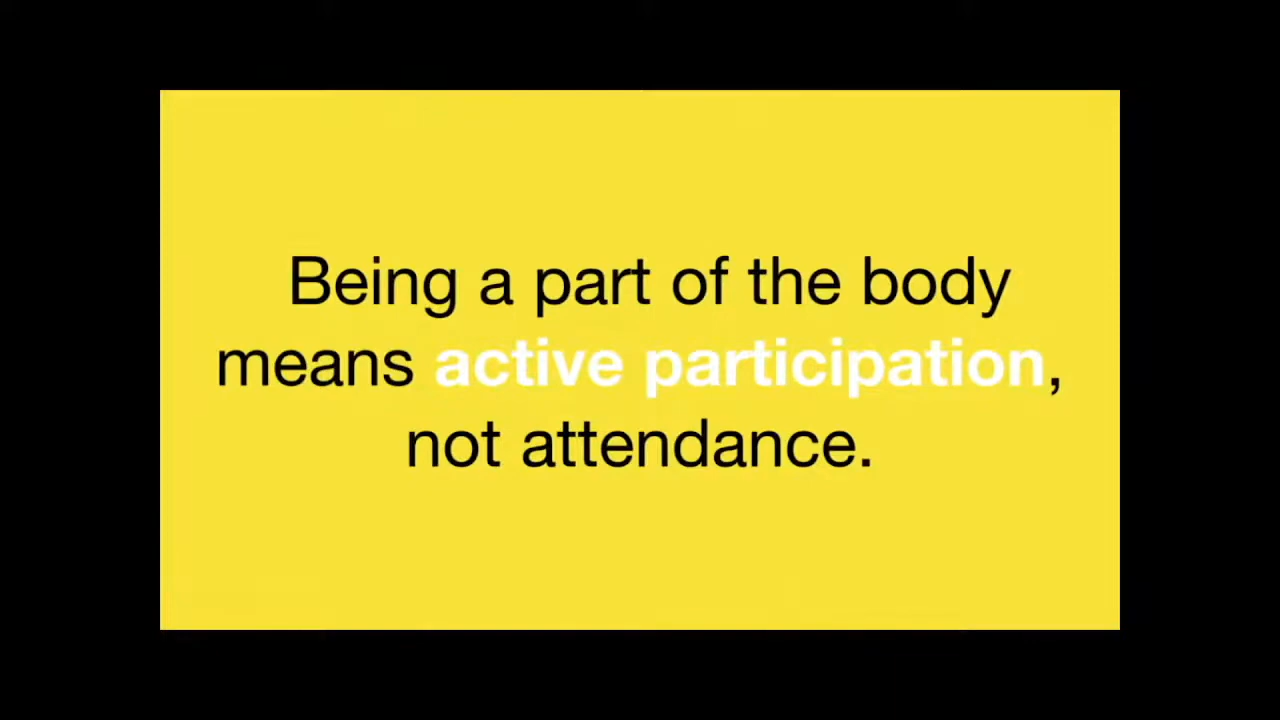 Being a part of the body
means active participation,
not attendance.